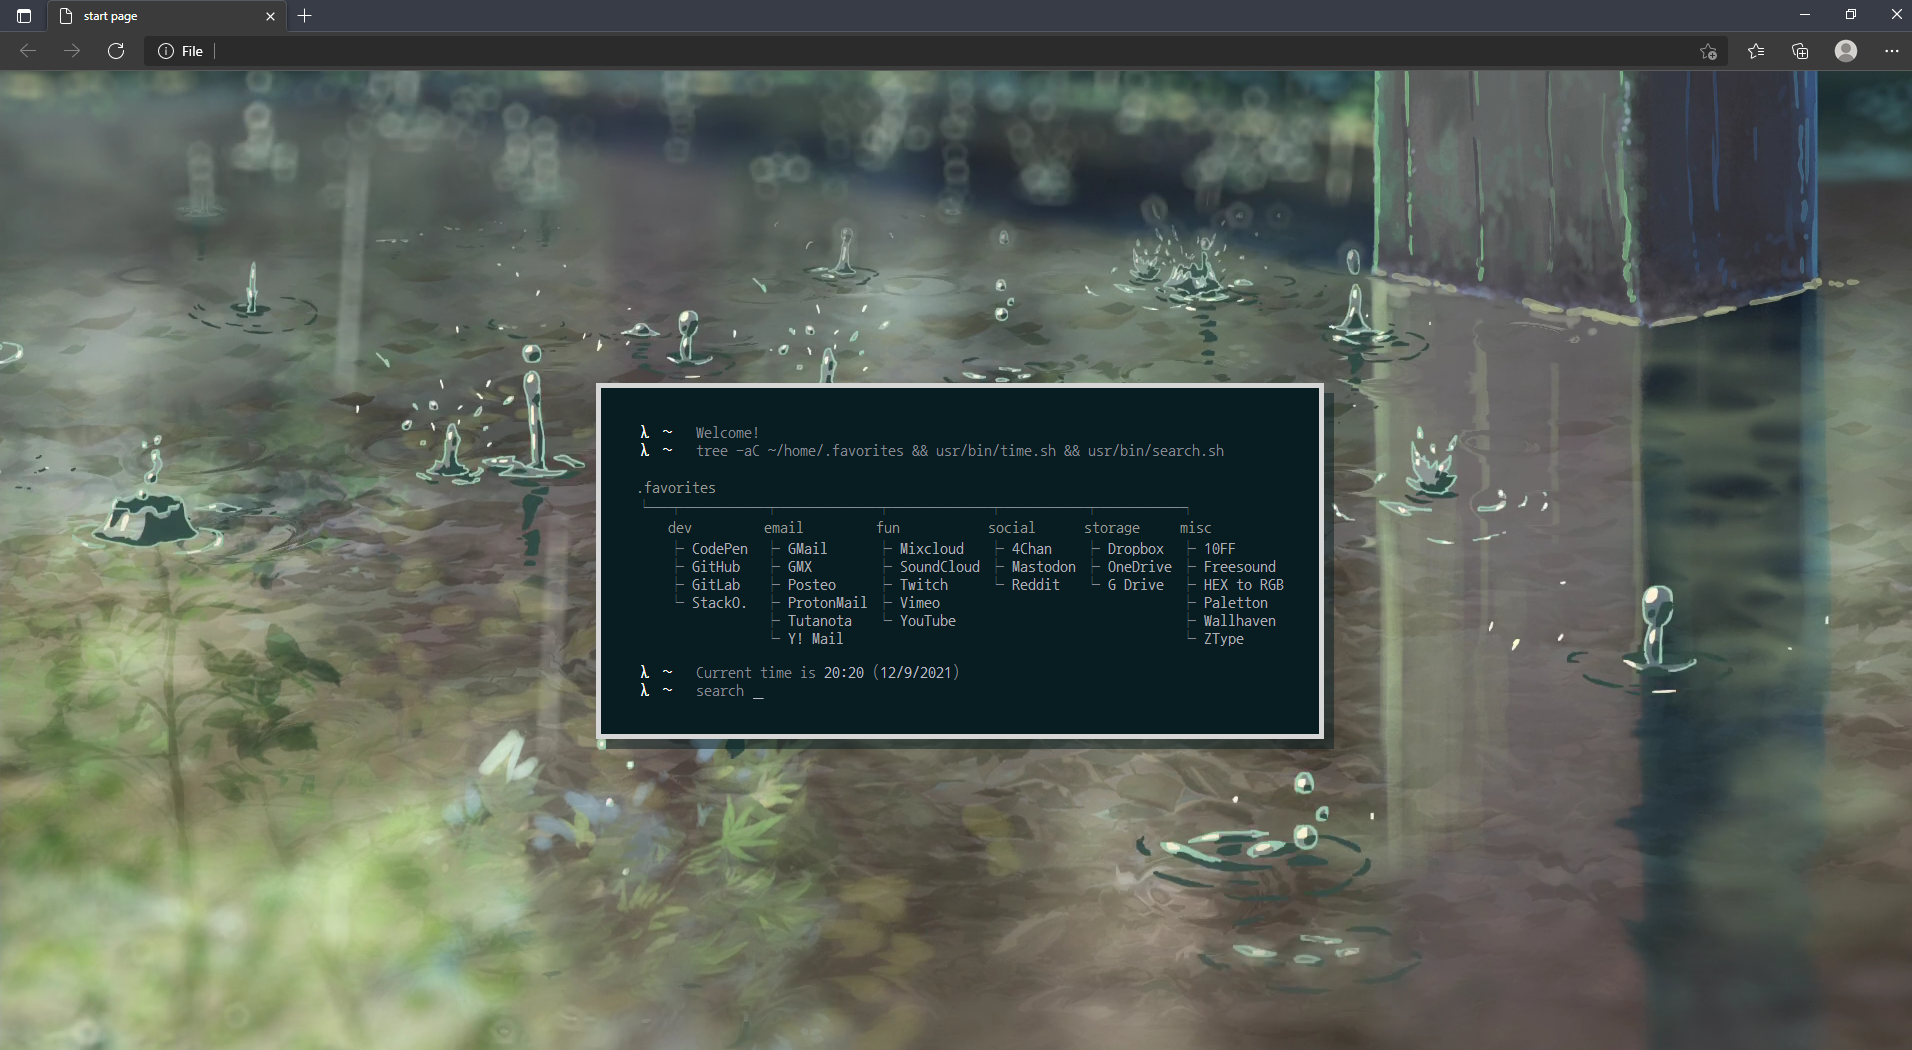 start page
File
λ ~ Welcome!
λ ~ tree -aC ~/home/.favorites && usr/bin/time.sh && usr/bin/search.sh
.favorites
dev email fun social storage misc
├ CodePen ├ GMail ├ Mixcloud ├ 4Chan ├ Dropbox ├ 10FF
├ GitHub ├ GMX ├ SoundCloud ├ Mastodon ├ OneDrive ├ Freesound
├ GitLab ├ Posteo ├ Twitch └ Reddit └ G Drive ├ HEX to RGB
└ StackO. ├ ProtonMail ├ Vimeo ├ Paletton
├ Tutanota └ YouTube ├ Wallhaven
└ Y! Mail └ ZType
λ ~ Current time is 20:20 (12/9/2021)
λ ~ search _